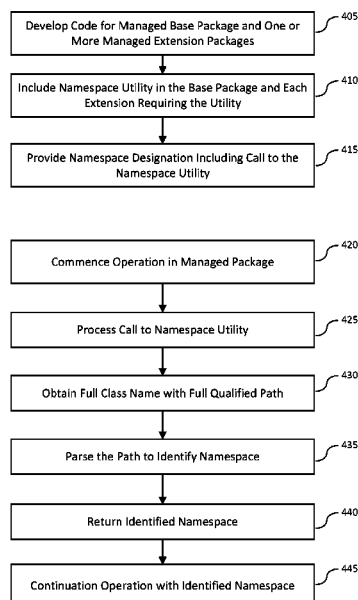 Develop Code for Managed Base Package and One or
More Managed Extension Packages
405
Include Namespace Utility in the Base Package and Each
Extension Requiring the Utility
410
Provide Namespace Designation Including Call to the
Namespace Utility
415
Commence Operation in Managed Package
420
Process Call to Namespace Utility
425
Obtain Full Class Name with Full Qualified Path
430
Parse the Path to Identify Namespace
435
Return Identified Namespace
440
Continuation Operation with Identified Namespace
445